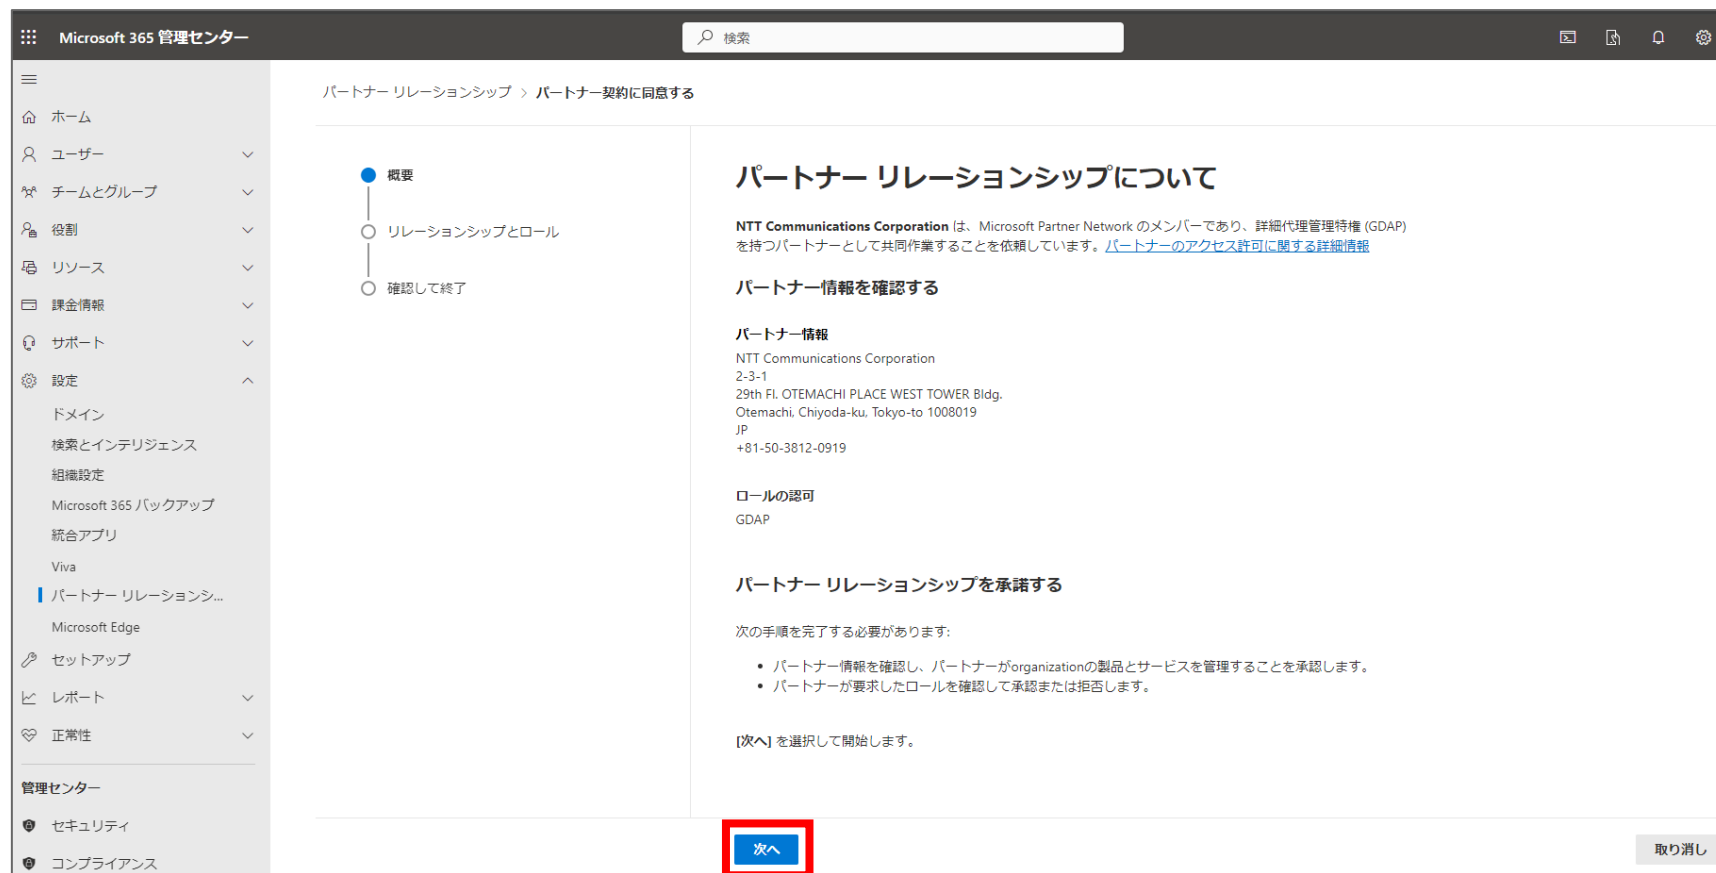 Microsoft 365 管理センター
検索
ホーム
ユーザー
チームとグループ
役割
リソース
課金情報
サポート
設定
ドメイン
検索とインテリジェンス
組織設定
Microsoft 365 バックアップ
統合アプリ
Viva
パートナー リレーションシ...
Microsoft Edge
セットアップ
レポート
正常性
管理センター
セキュリティ
コンプライアンス
パートナー リレーションシップ > パートナー契約に同意する
概要
リレーションシップとロール
確認して終了
パートナー リレーションシップについて
NTT Communications Corporation は、Microsoft Partner Network のメンバーであり、詳細代理管理特権 (GDAP)
を持つパートナーとして共同作業することを依頼しています。パートナーのアクセス許可に関する詳細情報
パートナー情報を確認する
パートナー情報
NTT Communications Corporation
2-3-1
29th Fl. OTEMACHI PLACE WEST TOWER Bldg.
Otemachi, Chiyoda-ku, Tokyo-to 1008019
JP
+81-50-3812-0919
ロールの認可
GDAP
パートナー リレーションシップを承諾する
次の手順を完了する必要があります:
• パートナー情報を確認し、パートナーがorganizationの製品とサービスを管理することを承認します。
• パートナーが要求したロールを確認して承認または拒否します。
[次へ] を選択して開始します。
次へ
取り消し